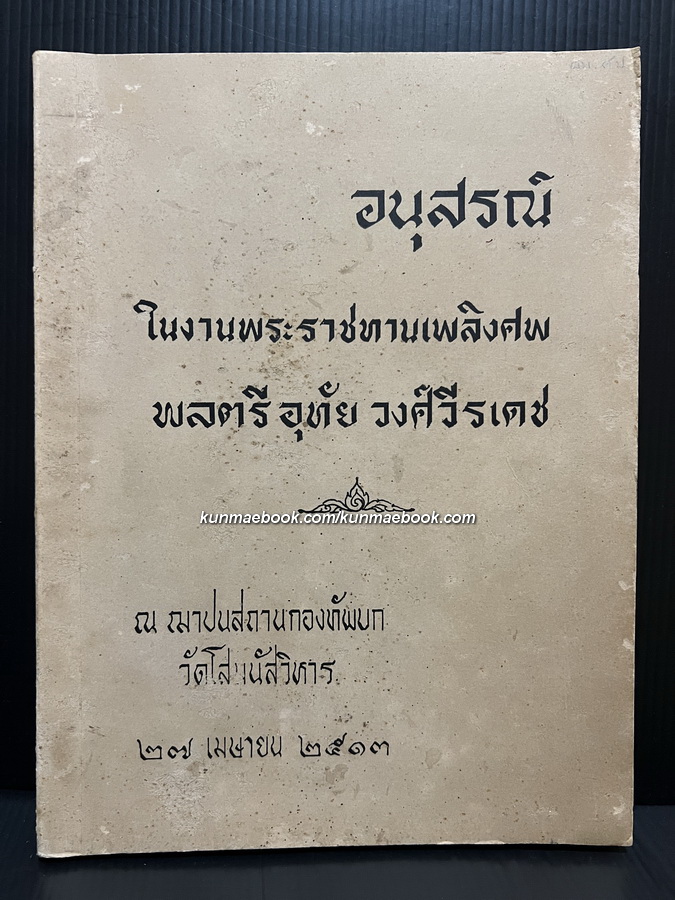 อนุสรณ์
ในงานพระราชทานเพลิงศพ
พลตรี อุทัย วงศ์วีรเดช
kunmaebook.com/kunmaebook.com
ณ ฌาปนสถานกองทัพบก
วัดโสมนัสวิหาร
๒๗ เมษายน ๒๕๑๓